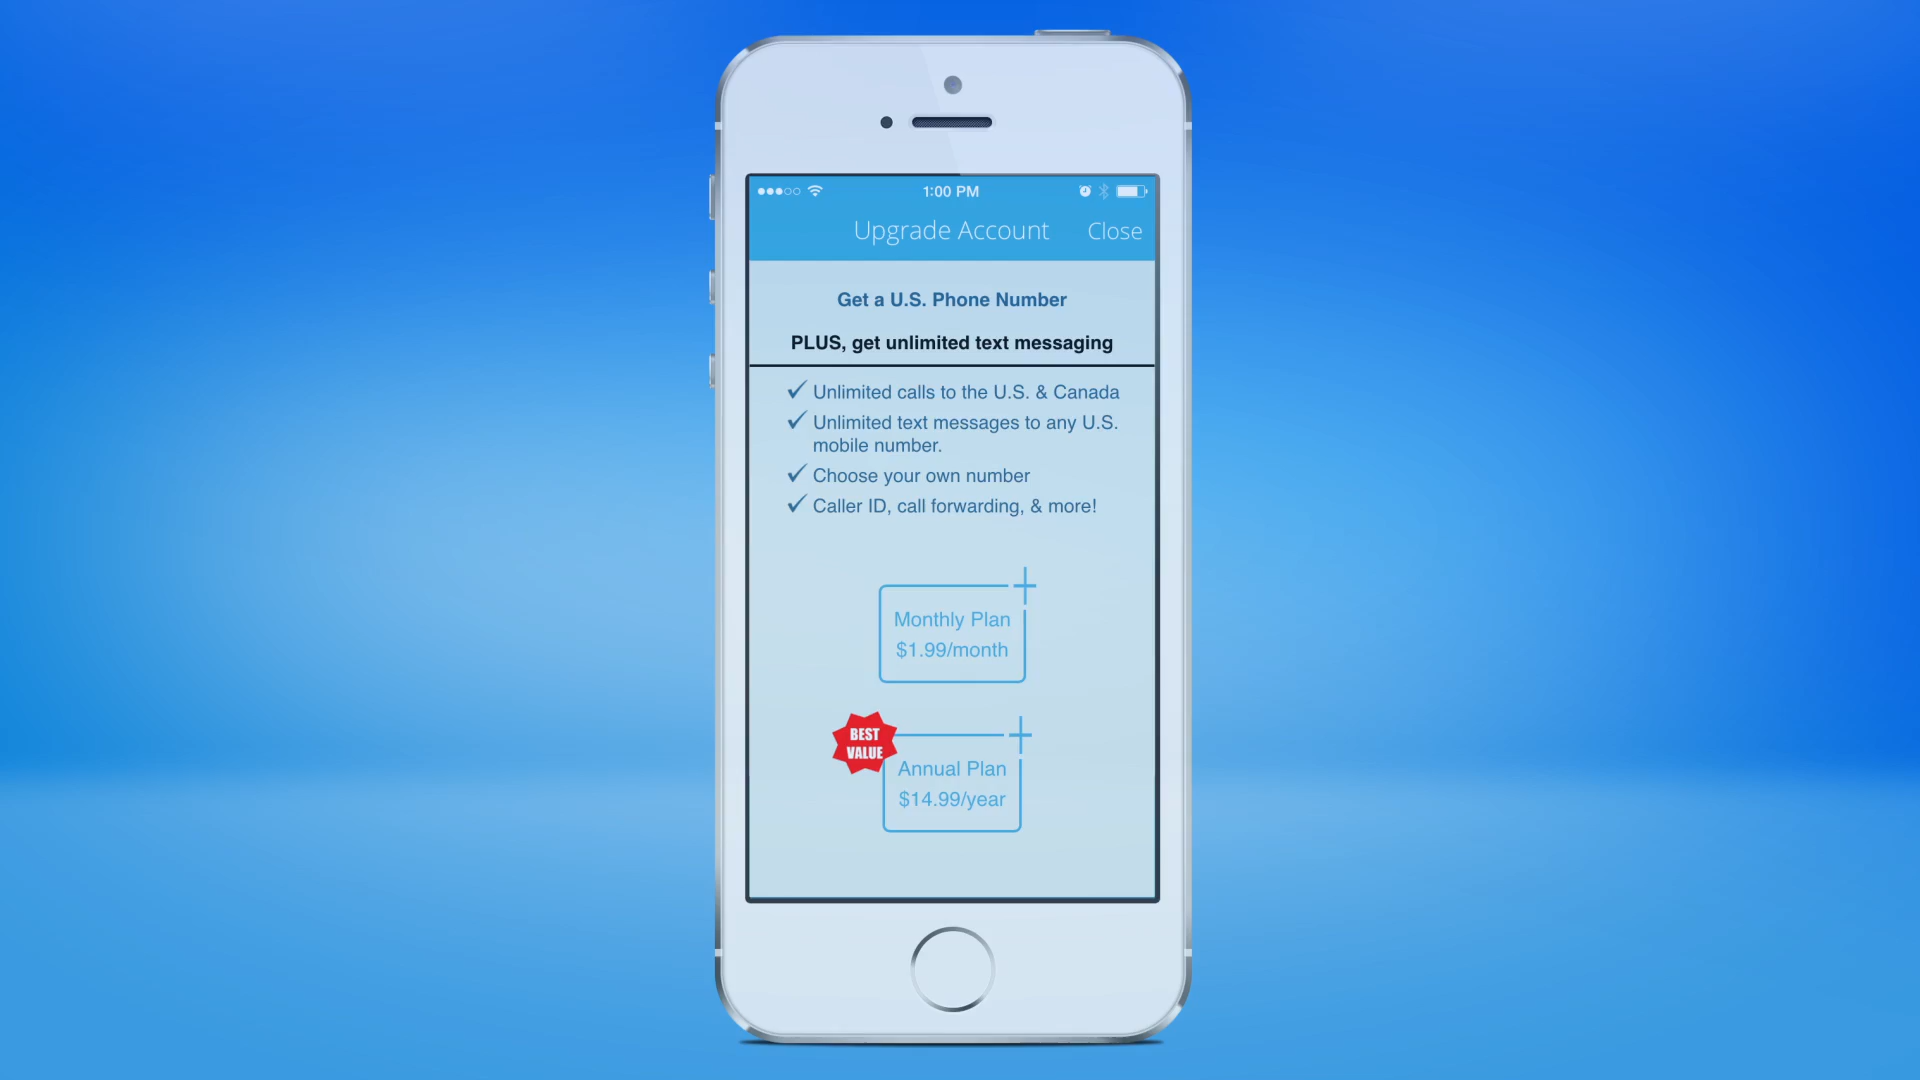 1:00 PM
Upgrade Account Close
Get a U.S. Phone Number
PLUS, get unlimited text messaging
Unlimited calls to the U.S. & Canada
Unlimited text messages to any U.S.
mobile number.
Choose your own number
Caller ID, call forwarding, & more!
Monthly Plan
$1.99/month
BEST
VALUE
Annual Plan
$14.99/year